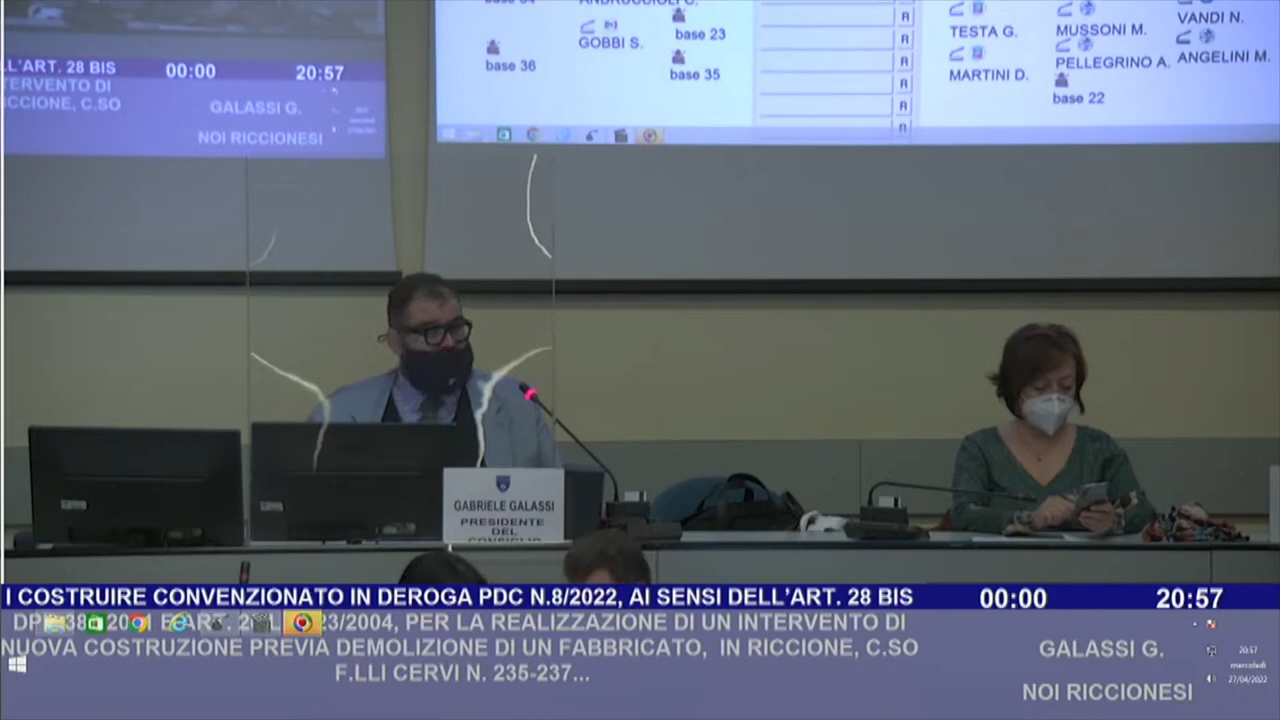 L'ART. 28 BIS 00:00 20:57
TERVENTO DI
ICCIONE, C.SO
GALASSI G.
NOI RICCIONESI
base 36
GOBBI S.
base 23
base 35
R
R
R
R
R
R
TESTA G.
MARTINI D.
MUSSONI M.
PELLEGRINO A.
base 22
VANDI N.
ANGELINI M.
GABRIELE GALASSI
PRESIDENTE
DEL
CONSIGLIO
I COSTRUIRE CONVENZIONATO IN DEROGA PDC N.8/2022, AI SENSI DELL'ART. 28 BIS 00:00 20:57
23/2004, PER LA REALIZZAZIONE DI UN INTERVENTO DI
NUOVA COSTRUZIONE PREVIA DEMOLIZIONE DI UN FABBRICATO, IN RICCIONE, C.SO
F.LLI CERVI N. 235-237...
GALASSI G.
NOI RICCIONESI
20:57
mercoledì
27/04/2022